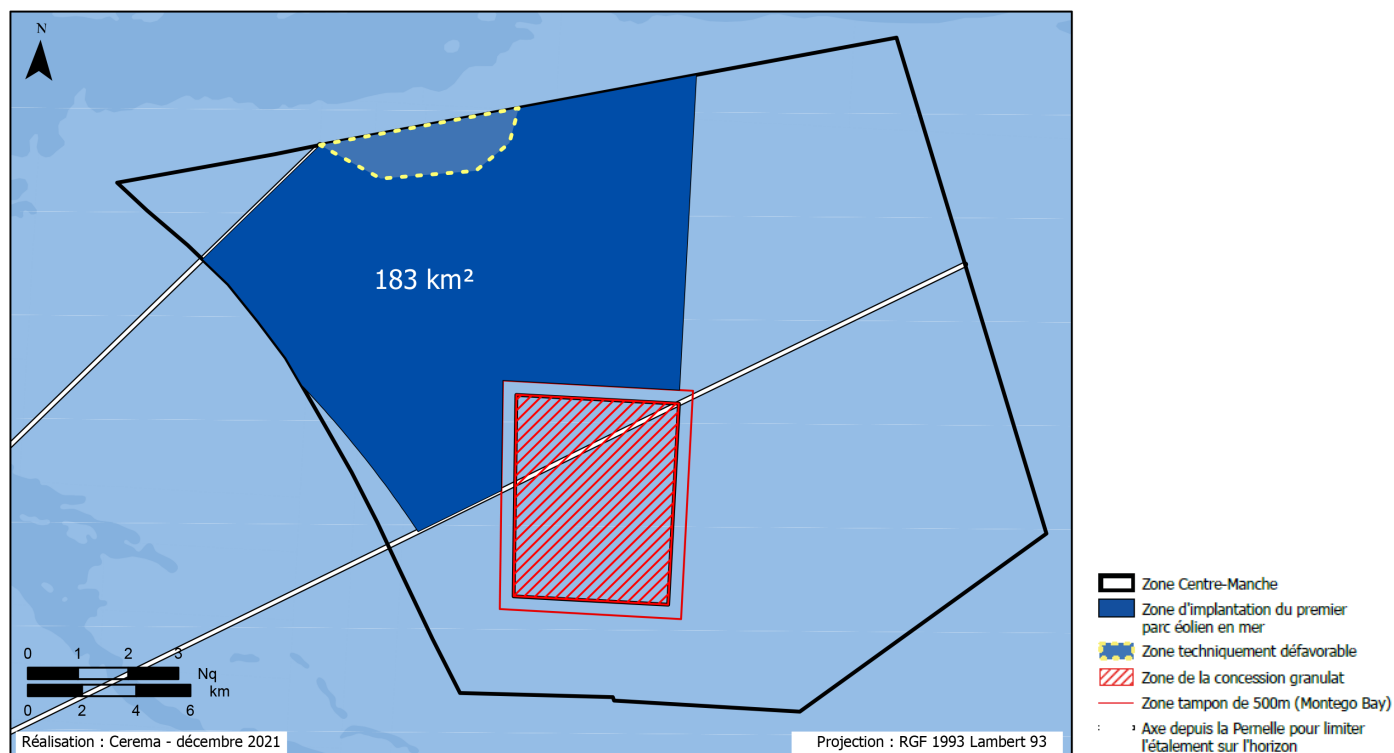 N
183 km²
0 1 2 3
Nq
km
0 2 4 6
Réalisation : Cerema - décembre 2021
Projection : RGF 1993 Lambert 93
Zone Centre-Manche
Zone d'implantation du premier
parc éolien en mer
Zone techniquement défavorable
Zone de la concession granulat
Zone tampon de 500m (Montego Bay)
Axe depuis la Pernelle pour limiter
l'étalement sur l'horizon